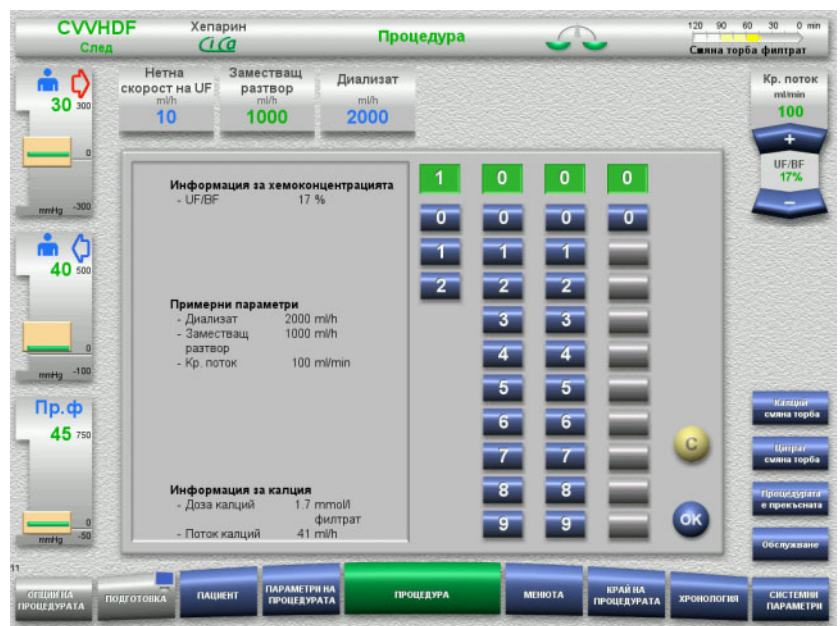 CVVHDF
След
Хепарин
CiCa
Процедура
120 90 60 30 0 min
Смяна торба филтрат
30 300
0
mmHg -300
Нетна
скорост на UF
ml/h
10
Заместващ
разтвор
ml/h
1000
Диализат
ml/h
2000
Кр. поток
ml/min
100
+
UF/BF
17%
–
40 500
0
mmHg -100
Пр.ф
45 750
0
mmHg -50
Информация за хемоконцентрацията
- UF/BF 17 %
Примерни параметри
- Диализат 2000 ml/h
- Заместващ 1000 ml/h
разтвор
- Кр. поток 100 ml/min
Информация за калция
- Доза калций 1.7 mmol/l
филтрат
- Поток калций 41 ml/h
1 0 0 0
0 0 0 0
1 1 1
2 2 2
3 3
4 4
5 5
6 6
7 7
8 8
9 9
C
OK
Калций
смяна торба
Цитрат
смяна торба
Процедурата
е прекъсната
Обслужване
11
ОПЦИИ НА
ПРОЦЕДУРАТА
ПОДГОТОВКА
ПАЦИЕНТ
ПАРАМЕТРИ НА
ПРОЦЕДУРАТА
ПРОЦЕДУРА
МЕНЮТА
КРАЙ НА
ПРОЦЕДУРАТА
ХРОНОЛОГИЯ
СИСТЕМНИ
ПАРАМЕТРИ